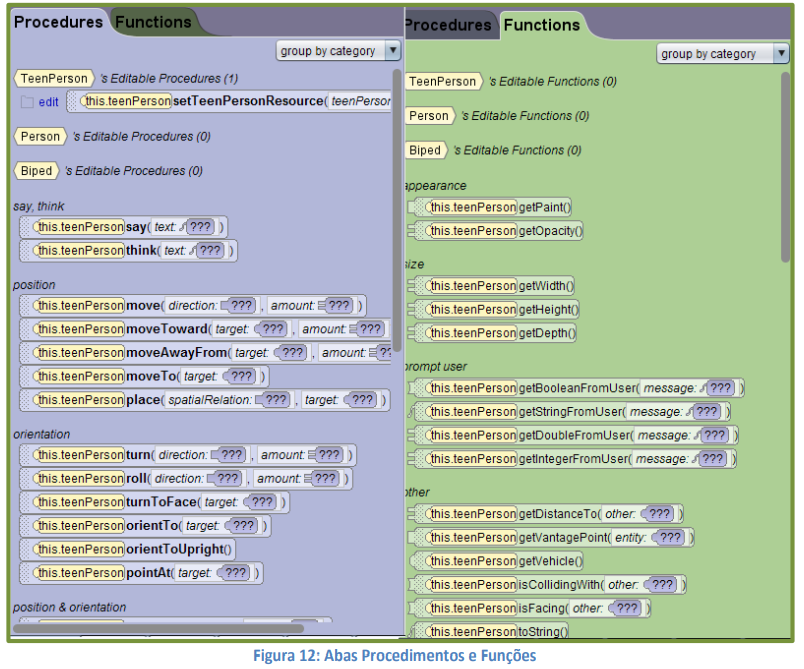 Procedures Functions
group by category
TeenPerson 's Editable Procedures (1)
edit this.teenPerson setTeenPersonResource( teenPerson
Person 's Editable Procedures (0)
Biped 's Editable Procedures (0)
say, think
this.teenPerson say( text: ??? )
this.teenPerson think( text: ??? )
position
this.teenPerson move( direction: ??? , amount: ??? )
this.teenPerson moveToward( target: ??? , amount: ???
this.teenPerson moveAwayFrom( target: ??? , amount: ??
this.teenPerson moveTo( target: ??? )
this.teenPerson place( spatialRelation: ??? , target: ??? )
orientation
this.teenPerson turn( direction: ??? , amount: ??? )
this.teenPerson roll( direction: ??? , amount: ??? )
this.teenPerson turnToFace( target: ??? )
this.teenPerson orientTo( target: ??? )
this.teenPerson orientToUpright()
this.teenPerson pointAt( target: ??? )
position & orientation
Procedures Functions
group by category
TeenPerson 's Editable Functions (0)
Person 's Editable Functions (0)
Biped 's Editable Functions (0)
appearance
this.teenPerson getPaint()
this.teenPerson getOpacity()
size
this.teenPerson getWidth()
this.teenPerson getHeight()
this.teenPerson getDepth()
prompt user
this.teenPerson getBooleanFromUser( message: ??? )
this.teenPerson getStringFromUser( message: ??? )
this.teenPerson getDoubleFromUser( message: ??? )
this.teenPerson getIntegerFromUser( message: ??? )
other
this.teenPerson getDistanceTo( other: ??? )
this.teenPerson getVantagePoint( entity: ??? )
this.teenPerson getVehicle()
this.teenPerson isCollidingWith( other: ??? )
this.teenPerson isFacing( other: ??? )
this.teenPerson toString()
Figura 12: Abas Procedimentos e Funções